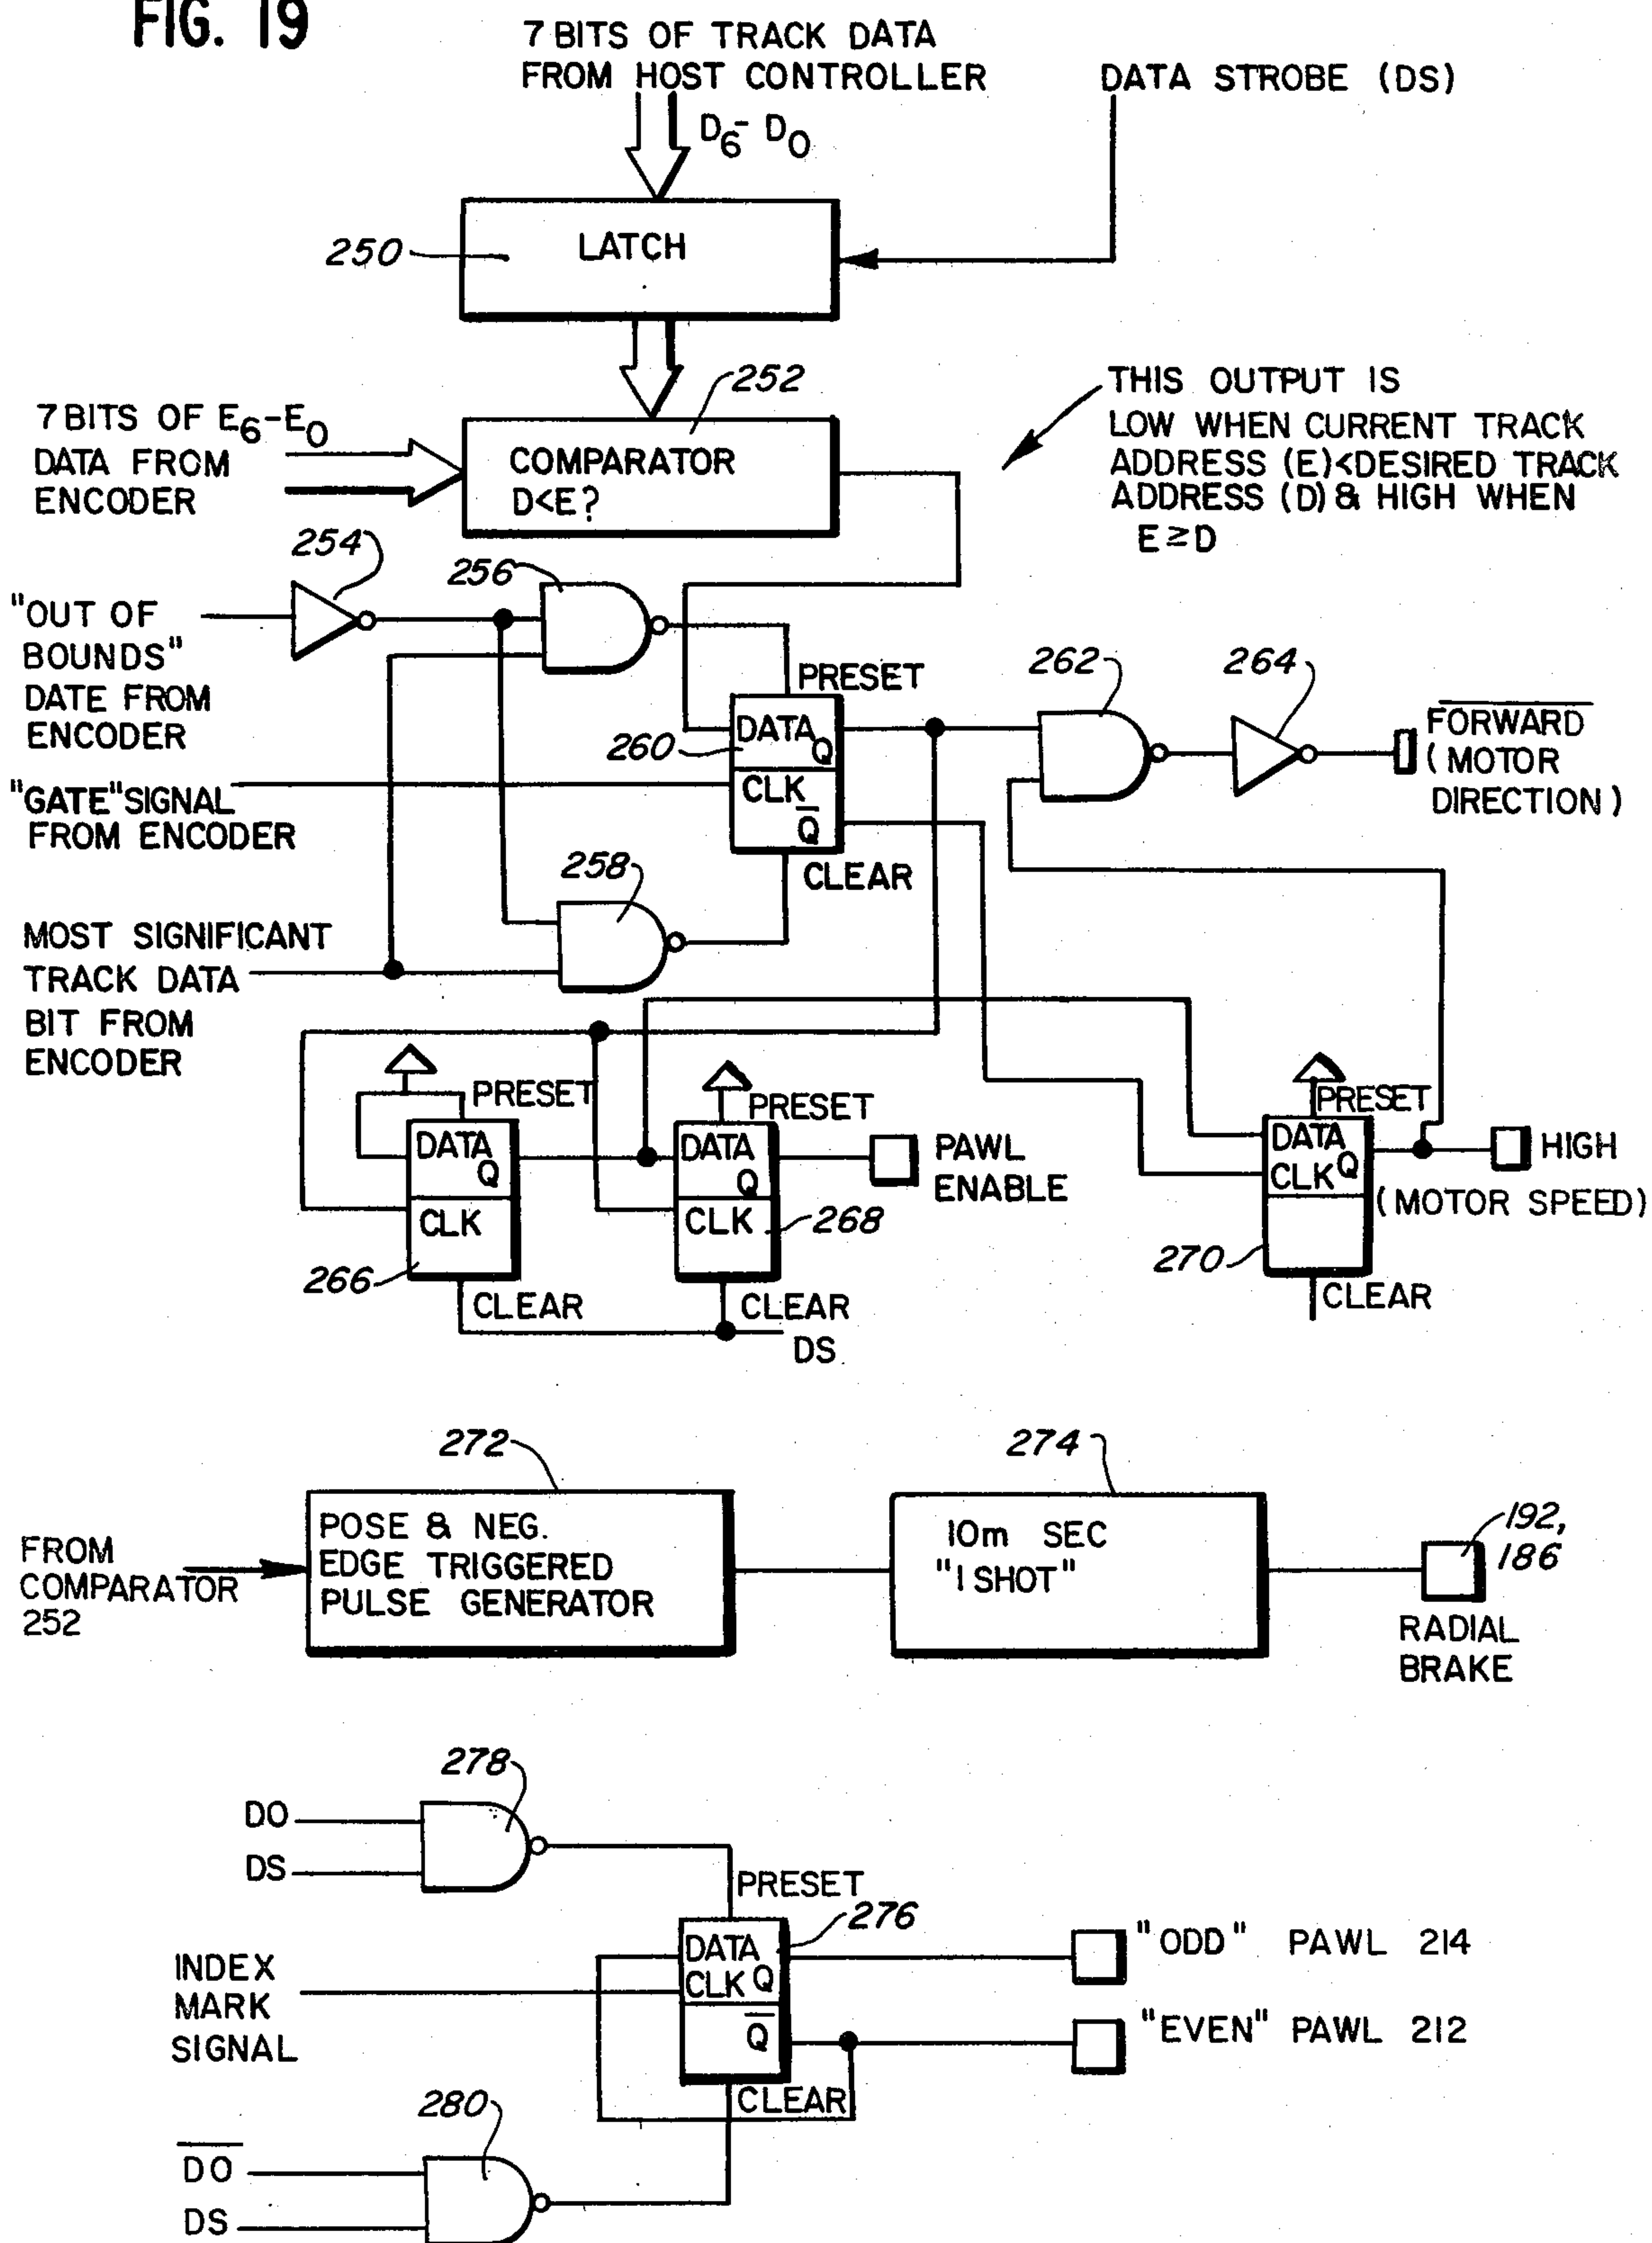 FIG. 19
7 BITS OF TRACK DATA
FROM HOST CONTROLLER
DATA STROBE (DS)
D6- D0
250
LATCH
252
7 BITS OF E6-E0
DATA FROM
ENCODER
COMPARATOR
D<E?
THIS OUTPUT IS
LOW WHEN CURRENT TRACK
ADDRESS (E)<DESIRED TRACK
ADDRESS (D) & HIGH WHEN
E≥D
254
256
"OUT OF
BOUNDS"
DATE FROM
ENCODER
PRESET
262
264
DATA
Q
260
CLK
Q̅
CLEAR
F̅O̅R̅W̅A̅R̅D̅
(MOTOR
DIRECTION)
"GATE" SIGNAL
FROM ENCODER
258
MOST SIGNIFICANT
TRACK DATA
BIT FROM
ENCODER
PRESET
DATA
Q
CLK
266
CLEAR
PRESET
DATA
Q
CLK
268
CLEAR
DS
PAWL
ENABLE
PRESET
DATA
CLK Q
270
CLEAR
HIGH
(MOTOR SPEED)
272
274
FROM
COMPARATOR
252
POSE & NEG.
EDGE TRIGGERED
PULSE GENERATOR
10m SEC
"1 SHOT"
192,
186
RADIAL
BRAKE
278
DO
DS
PRESET
276
DATA
CLK Q
Q̅
CLEAR
INDEX
MARK
SIGNAL
"ODD" PAWL 214
"EVEN" PAWL 212
280
D̅O̅
DS